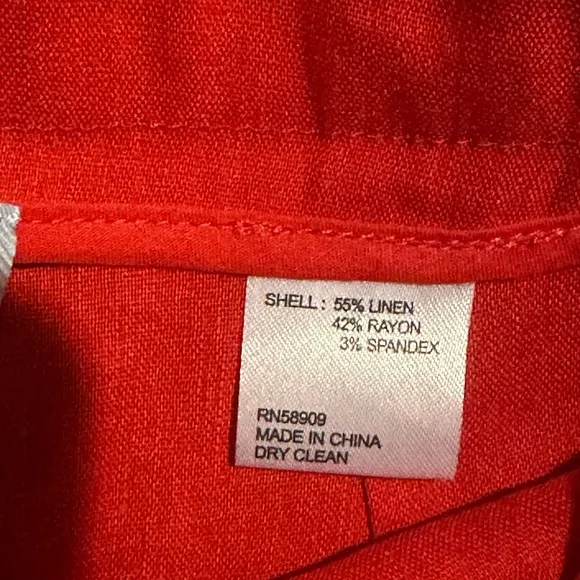 SHELL: 55% LINEN
42% RAYON
3% SPANDEX
RN58909
MADE IN CHINA
DRY CLEAN